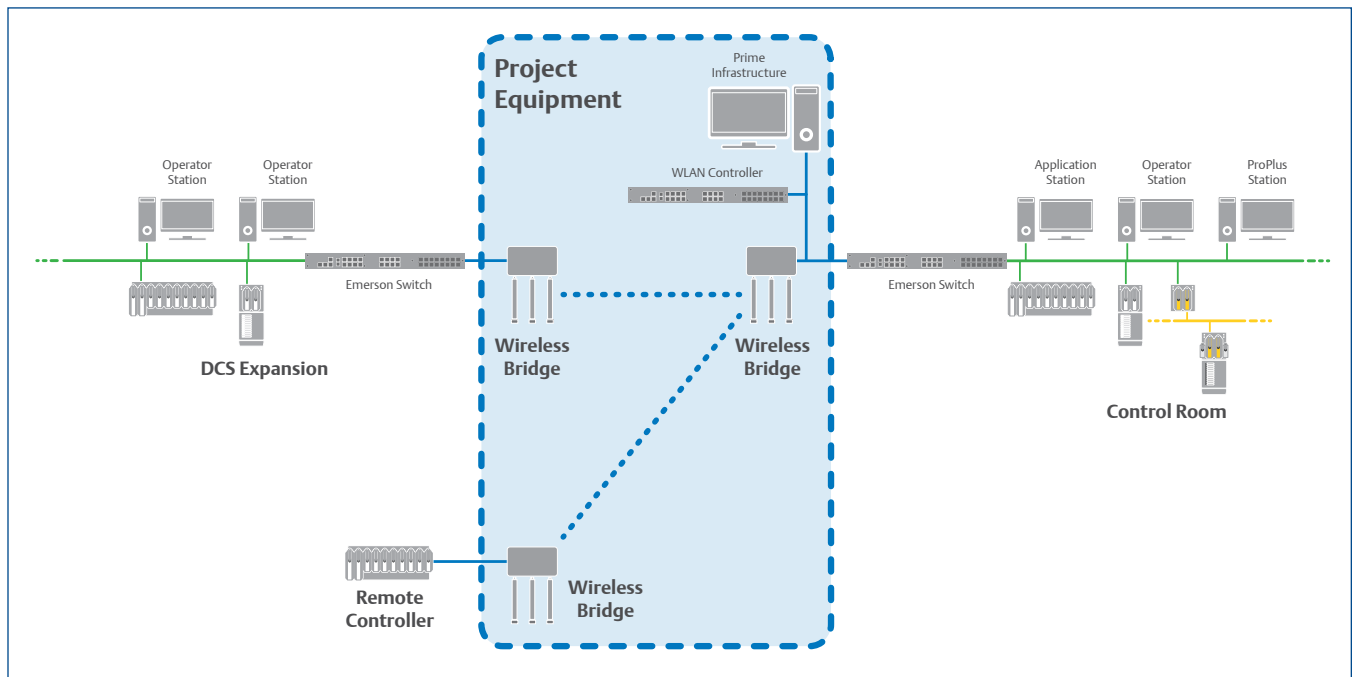 Project
Equipment
Prime
Infrastructure
WLAN Controller
Operator
Station
Operator
Station
Application
Station
Operator
Station
ProPlus
Station
Emerson Switch
Emerson Switch
DCS Expansion
Wireless
Bridge
Wireless
Bridge
Control Room
Remote
Controller
Wireless
Bridge